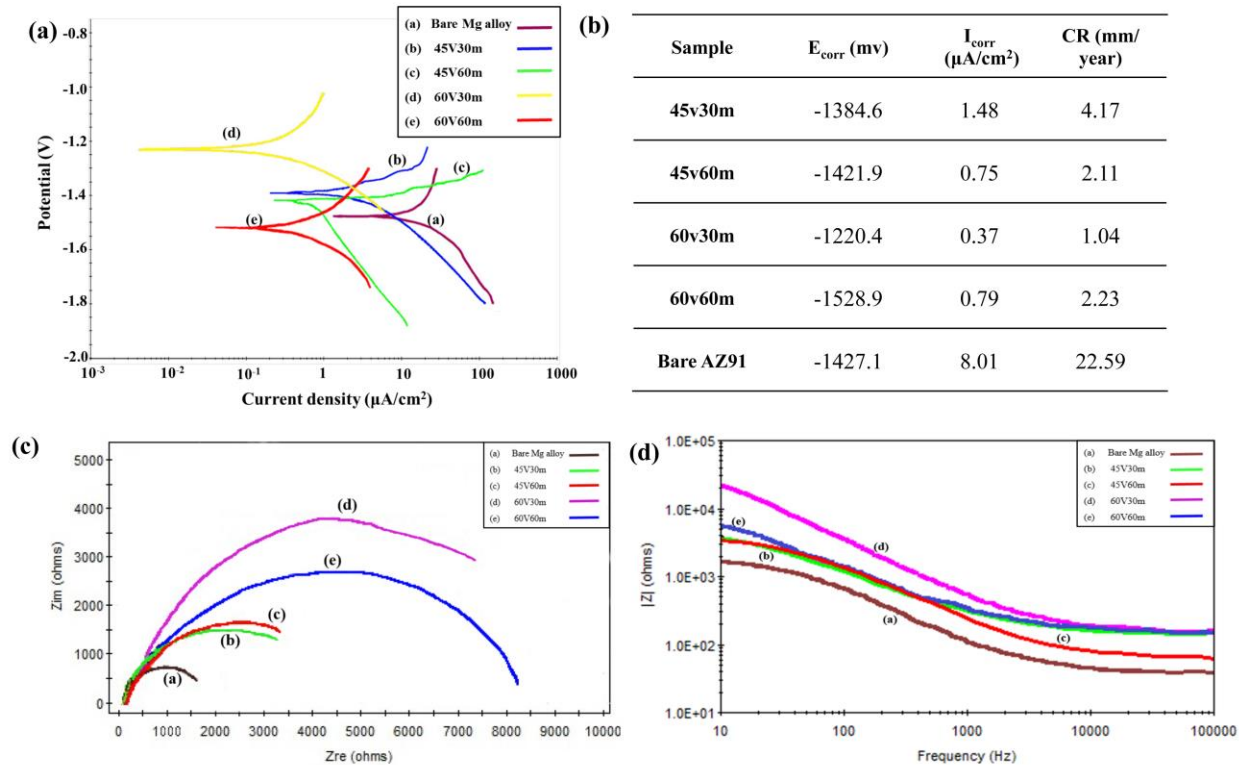 (a)
-0.8
-1.0
-1.2
-1.4
-1.6
-1.8
-2.0
Potential (V)
10-3
10-2
10-1
1
10
100
1000
Current density (μA/cm2)
(a) Bare Mg alloy
(b) 45V30m
(c) 45V60m
(d) 60V30m
(e) 60V60m
(d)
(b)
(c)
(e)
(a)
(b)
Sample Ecorr (mv) Icorr (μA/cm2) CR (mm/ year)
45v30m -1384.6 1.48 4.17
45v60m -1421.9 0.75 2.11
60v30m -1220.4 0.37 1.04
60v60m -1528.9 0.79 2.23
Bare AZ91 -1427.1 8.01 22.59
(c)
5000
4000
3000
2000
1000
0
Zim (ohms)
0 1000 2000 3000 4000 5000 6000 7000 8000 9000 10000
Zre (ohms)
(a) Bare Mg alloy
(b) 45V30m
(c) 45V60m
(d) 60V30m
(e) 60V60m
(d)
(e)
(c)
(b)
(a)
(d)
1.0E+05
1.0E+04
1.0E+03
1.0E+02
1.0E+01
|Z| (ohms)
10 100 1000 10000 100000
Frequency (Hz)
(a) Bare Mg alloy
(b) 45V30m
(c) 45V60m
(d) 60V30m
(e) 60V60m
(e)
(d)
(b)
(a)
(c)